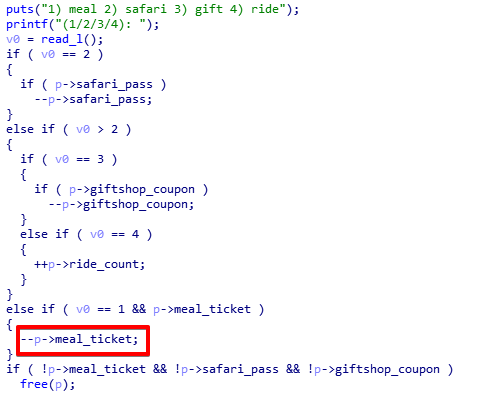 puts("1) meal 2) safari 3) gift 4) ride");
printf("(1/2/3/4): ");
v0 = read_l();
if ( v0 == 2 )
{
  if ( p->safari_pass )
    --p->safari_pass;
}
else if ( v0 > 2 )
{
  if ( v0 == 3 )
  {
    if ( p->giftshop_coupon )
      --p->giftshop_coupon;
  }
  else if ( v0 == 4 )
  {
    ++p->ride_count;
  }
}
else if ( v0 == 1 && p->meal_ticket )
{
  --p->meal_ticket;
}
if ( !p->meal_ticket && !p->safari_pass && !p->giftshop_coupon )
  free(p);